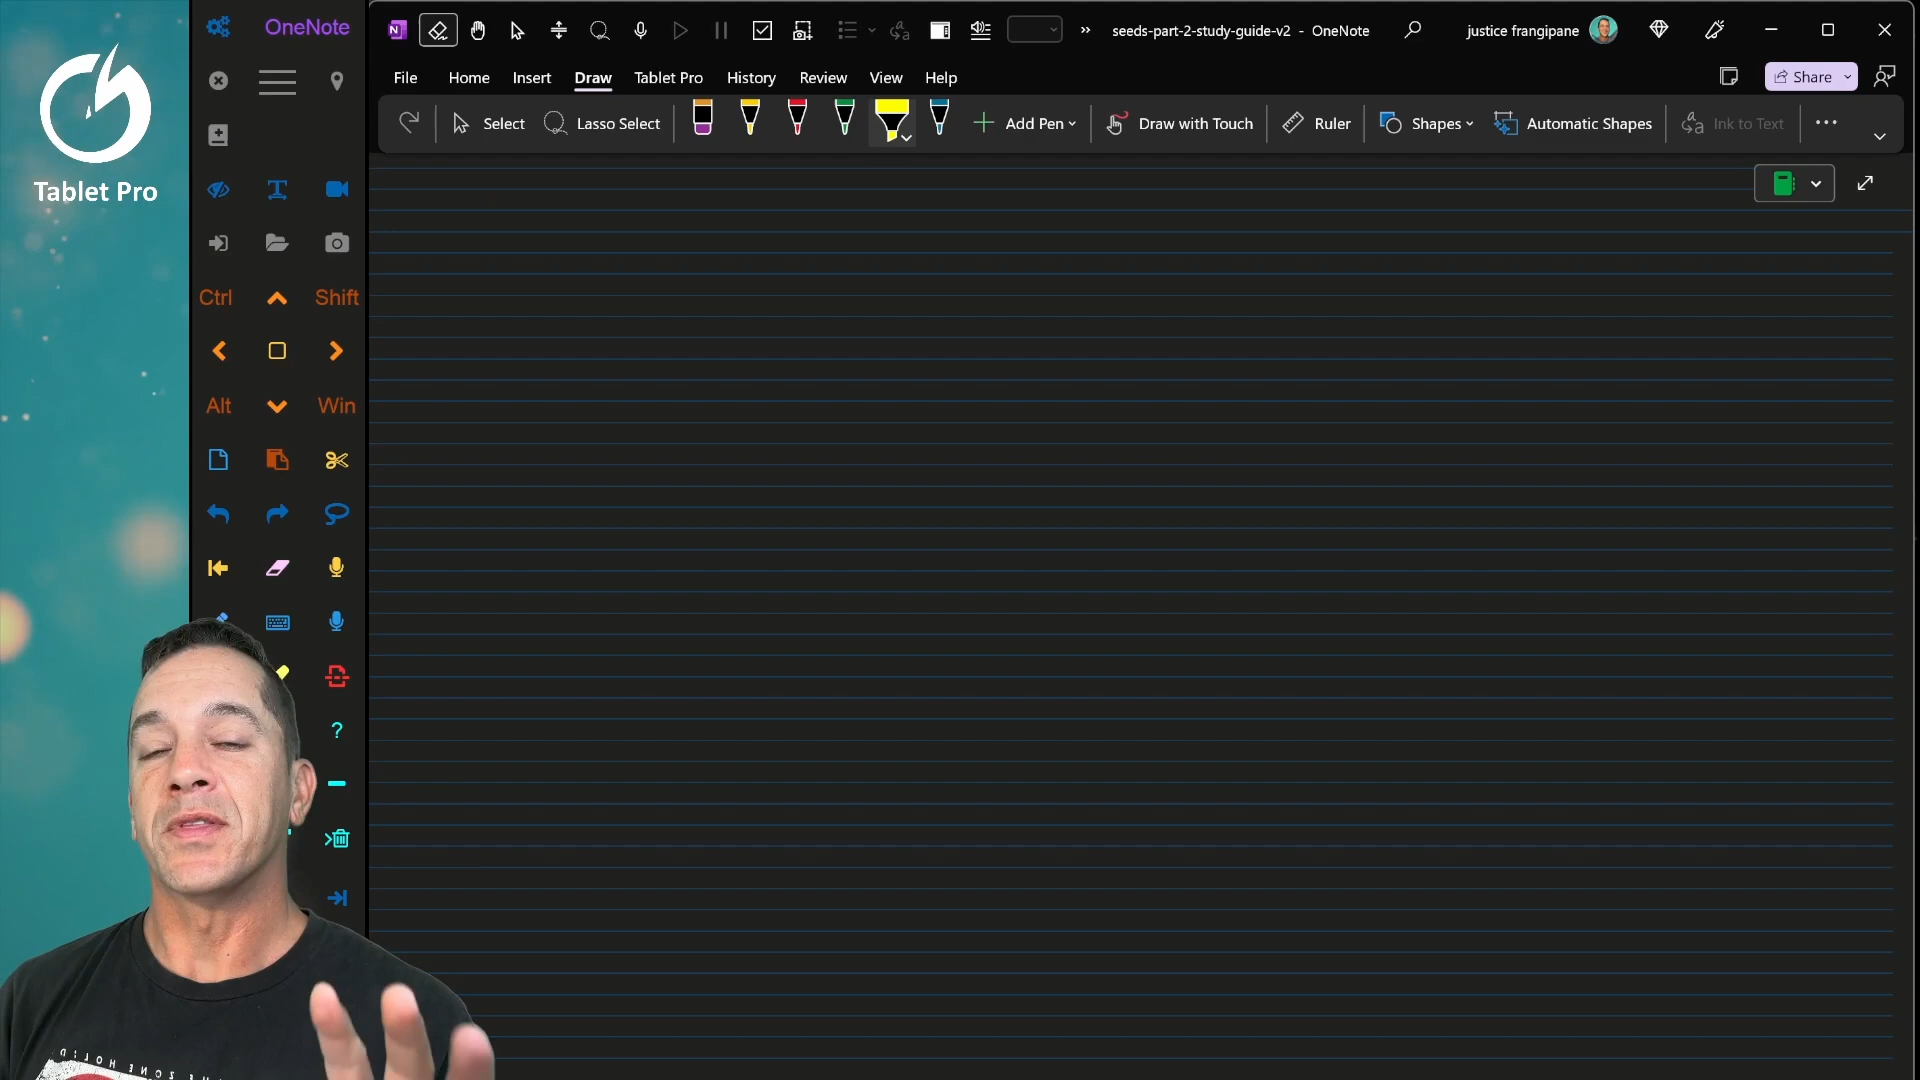 Tablet Pro
OneNote
Ctrl
Shift
Alt
Win
seeds-part-2-study-guide-v2 - OneNote
justice frangipane
File Home Insert Draw Tablet Pro History Review View Help
Share
Select
Lasso Select
Add Pen
Draw with Touch
Ruler
Shapes
Automatic Shapes
Ink to Text